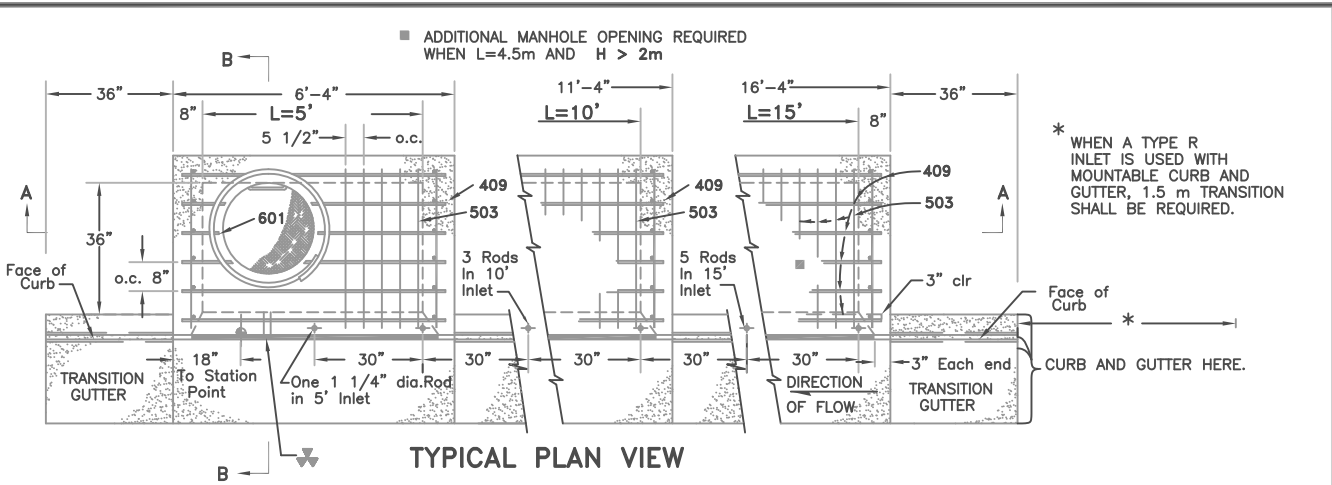 ADDITIONAL MANHOLE OPENING REQUIRED
WHEN L=4.5m AND H > 2m
B
36"
6'-4"
11'-4"
16'-4"
36"
8"
L=5'
L=10'
L=15'
8"
5 1/2"
o.c.
*
WHEN A TYPE R
INLET IS USED WITH
MOUNTABLE CURB AND
GUTTER, 1.5 m TRANSITION
SHALL BE REQUIRED.
A
409
503
409
503
409
503
A
601
36"
o.c. 8"
3 Rods
In 10'
Inlet
5 Rods
In 15'
Inlet
3" clr
Face of
Curb
Face of
Curb
*
18"
To Station
Point
One 1 1/4" dia.Rod
in 5' Inlet
30"
30"
30"
30"
30"
3" Each end
CURB AND GUTTER HERE.
TRANSITION
GUTTER
DIRECTION
OF FLOW
TRANSITION
GUTTER
B
TYPICAL PLAN VIEW